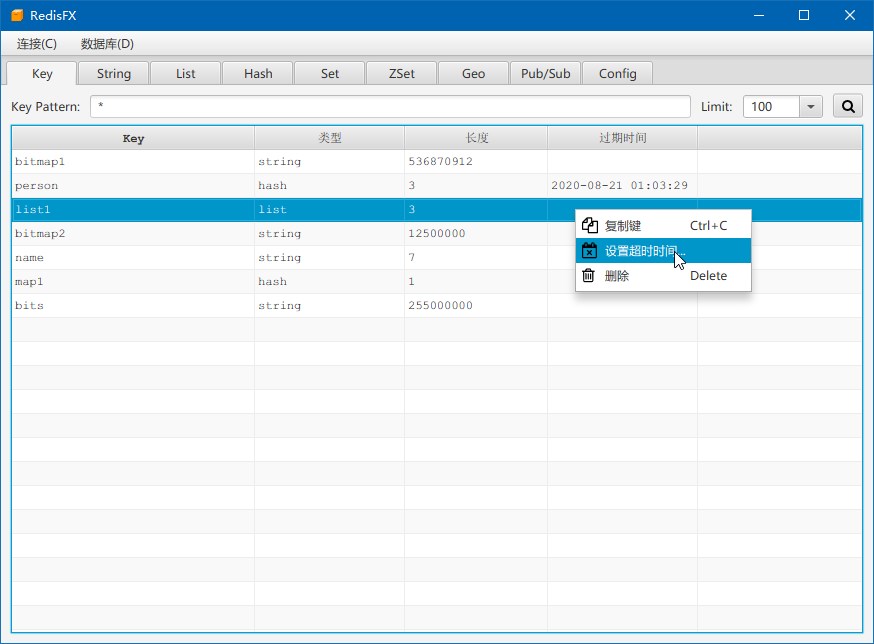 RedisFX
连接(C) 数据库(D)
Key String List Hash Set ZSet Geo Pub/Sub Config
Key Pattern: * Limit: 100
Key 类型 长度 过期时间
bitmap1 string 536870912
person hash 3 2020-08-21 01:03:29
list1 list 3
复制键 Ctrl+C
bitmap2 string 12500000
设置超时时间...
name string 7
删除 Delete
map1 hash 1
bits string 255000000